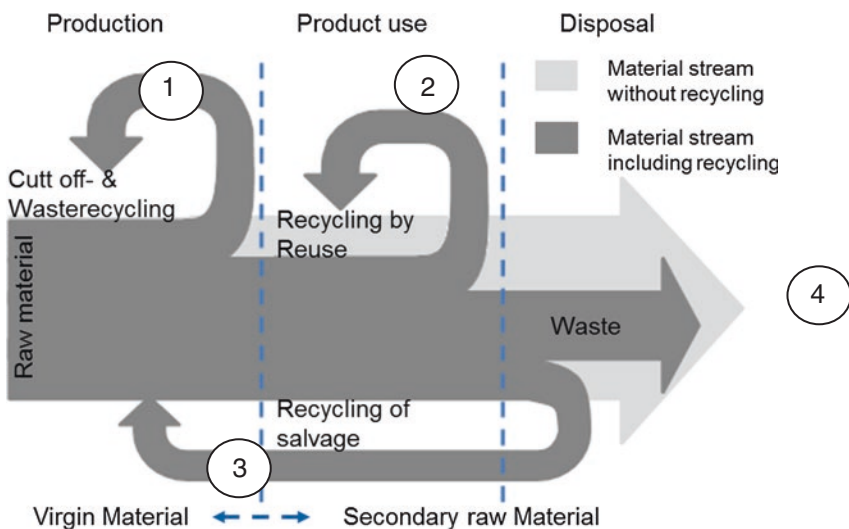 Production
Product use
Disposal
1
2
Material stream
without recycling
Material stream
including recycling
Cutt off- &
Wasterecycling
Recycling by
Reuse
Raw material
Waste
4
Recycling of
salvage
3
Virgin Material
Secondary raw Material